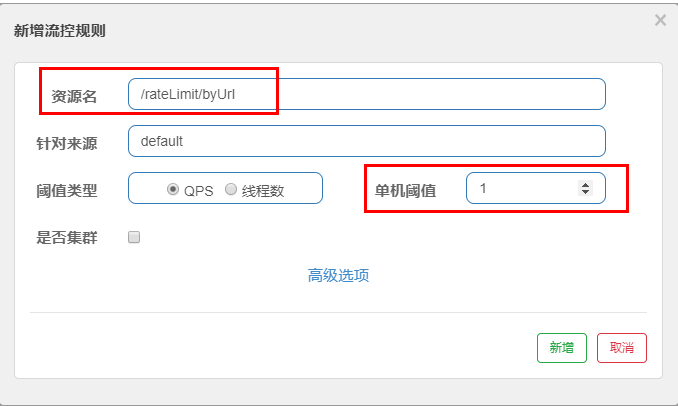 新增流控规则
×
资源名 /rateLimit/byUrl
针对来源 default
阈值类型 QPS 线程数 单机阈值 1
是否集群
高级选项
新增 取消